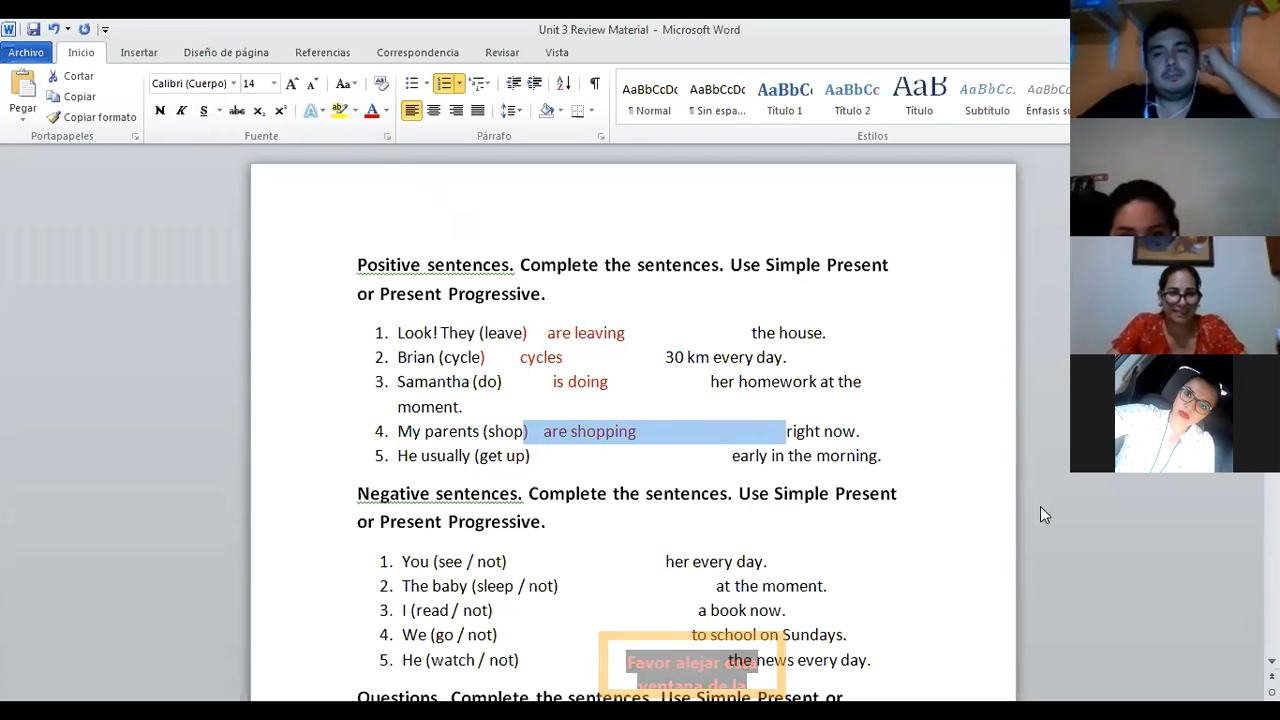 Unit 3 Review Material - Microsoft Word
Archivo Inicio Insertar Diseño de página Referencias Correspondencia Revisar Vista
Pegar
Cortar
Copiar
Copiar formato
Portapapeles
Calibri (Cuerpo) 14
Fuente
Párrafo
AaBbCcDc AaBbCcDc AaBbC AaBbCc AaB AaBbCc AaBbCcD
¶ Normal ¶ Sin espa... Título 1 Título 2 Título Subtítulo Énfasis
Estilos
Positive sentences. Complete the sentences. Use Simple Present
or Present Progressive.
1. Look! They (leave) are leaving the house.
2. Brian (cycle) cycles 30 km every day.
3. Samantha (do) is doing her homework at the
moment.
4. My parents (shop) are shopping right now.
5. He usually (get up) early in the morning.
Negative sentences. Complete the sentences. Use Simple Present
or Present Progressive.
1. You (see / not) her every day.
2. The baby (sleep / not) at the moment.
3. I (read / not) a book now.
4. We (go / not) to school on Sundays.
5. He (watch / not) the news every day.
Favor alejar esta
ventana de la
Questions. Complete the sentences. Use Simple Present or